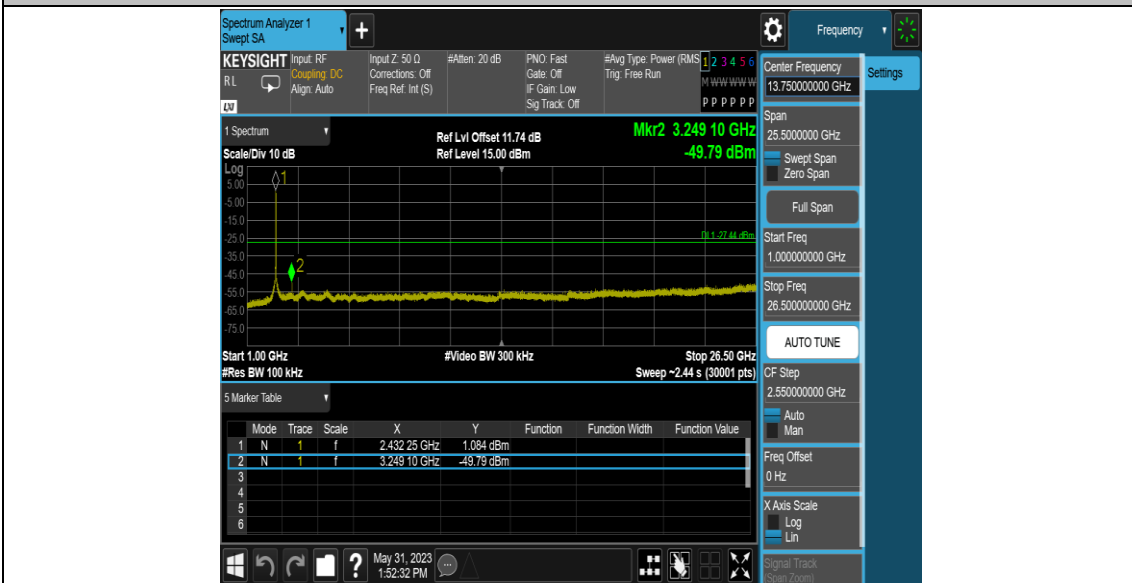 Spectrum Analyzer 1
Swept SA
+
Frequency
KEYSIGHT Input: RF Input Z: 50 Ω #Atten: 20 dB PNO: Fast #Avg Type: Power (RMS 1 2 3 4 5 6
RL Coupling: DC Corrections: Off Gate: Off Trig: Free Run M W W W W W
Align: Auto Freq Ref: Int (S) IF Gain: Low
LXI Sig Track: Off P P P P P P
Center Frequency
13.750000000 GHz
Settings
1 Spectrum
Scale/Div 10 dB
Ref Lvl Offset 11.74 dB
Ref Level 15.00 dBm
Mkr2 3.249 10 GHz
-49.79 dBm
Span
25.5000000 GHz
Swept Span
Zero Span
Full Span
Start Freq
1.000000000 GHz
Stop Freq
26.500000000 GHz
AUTO TUNE
CF Step
2.550000000 GHz
Auto
Man
Freq Offset
0 Hz
X Axis Scale
Log
Lin
Signal Track
(Span Zoom)
Log
5.00
-5.00
-15.0
-25.0
-35.0
-45.0
-55.0
-65.0
-75.0
1
2
DL1 -27.44 dBm
Start 1.00 GHz #Video BW 300 kHz Stop 26.50 GHz
#Res BW 100 kHz Sweep ~2.44 s (30001 pts)
5 Marker Table
Mode Trace Scale X Y Function Function Width Function Value
1 N 1 f 2.432 25 GHz 1.084 dBm
2 N 1 f 3.249 10 GHz -49.79 dBm
3
4
5
6
? May 31, 2023
1:52:32 PM